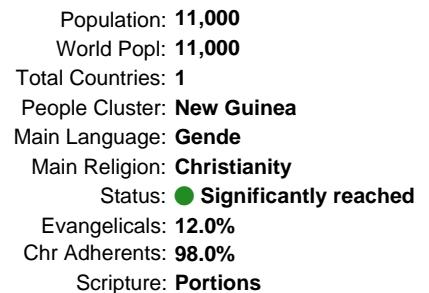 Population: 11,000
World Popl: 11,000
Total Countries: 1
People Cluster: New Guinea
Main Language: Gende
Main Religion: Christianity
Status: Significantly reached
Evangelicals: 12.0%
Chr Adherents: 98.0%
Scripture: Portions